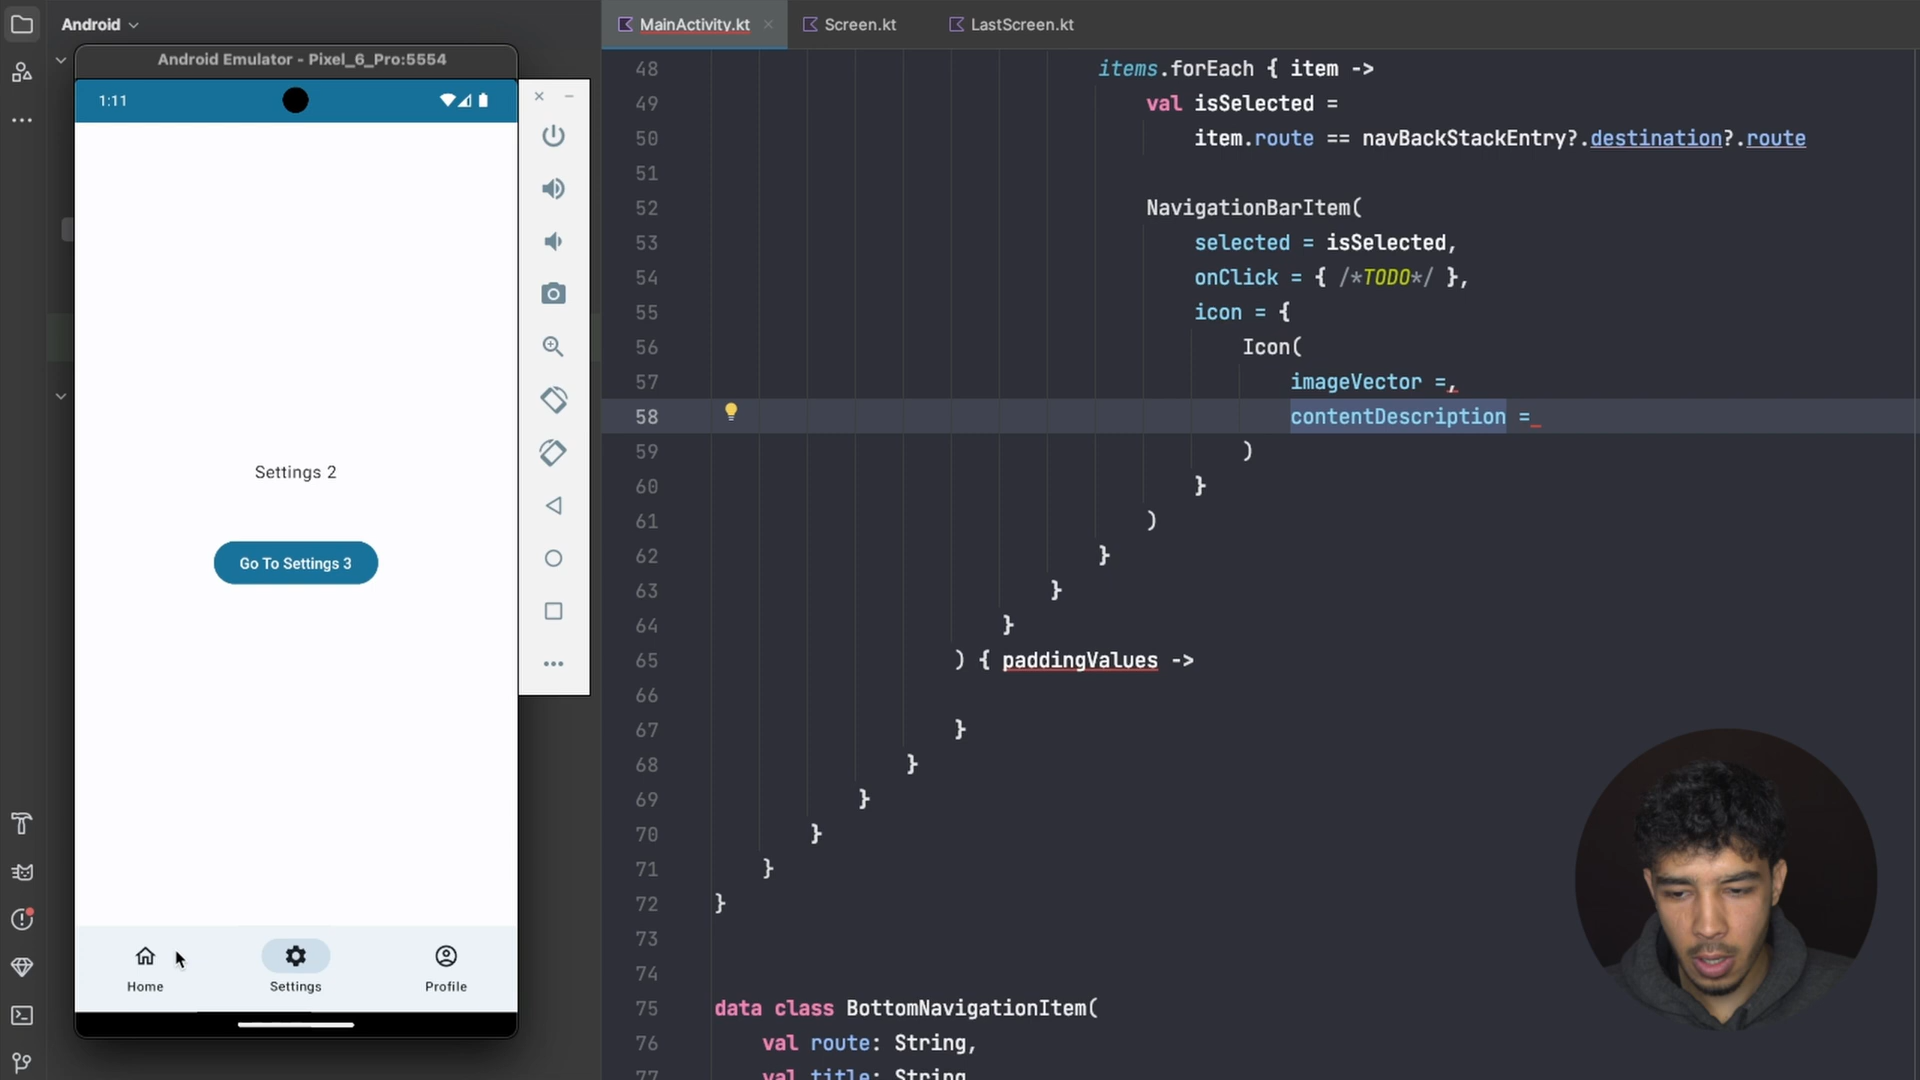 Android
Android Emulator - Pixel_6_Pro:5554
1:11
Settings 2
Go To Settings 3
Home
Settings
Profile
MainActivity.kt
Screen.kt
LastScreen.kt
48 items.forEach { item ->
49 val isSelected =
50 item.route == navBackStackEntry?.destination?.route
51
52 NavigationBarItem(
53 selected = isSelected,
54 onClick = { /*TODO*/ },
55 icon = {
56 Icon(
57 imageVector =,
58 contentDescription =
59 )
60 }
61 )
62 }
63 }
64 }
65 ) { paddingValues ->
66
67 }
68 }
69 }
70 }
71 }
72 }
73
74
75 data class BottomNavigationItem(
76 val route: String,
77 val title: String